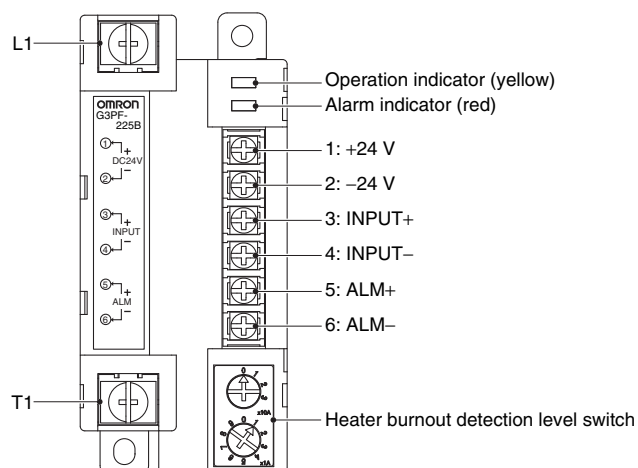 L1
Operation indicator (yellow)
Alarm indicator (red)
OMRON
G3PF-
225B
1 +
DC24V
2 −
3 +
INPUT
4 −
5 +
ALM
6 −
1: +24 V
2: −24 V
3: INPUT+
4: INPUT−
5: ALM+
6: ALM−
T1
0
x10A
0
x1A
Heater burnout detection level switch